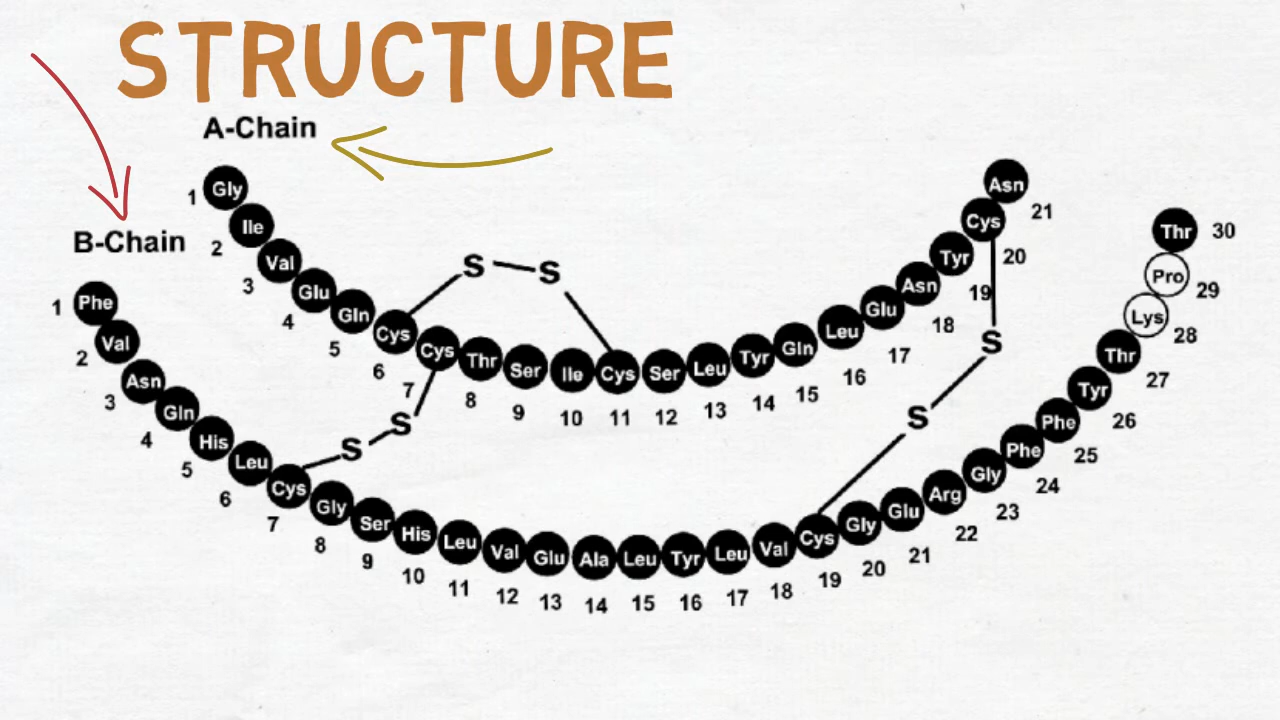 STRUCTURE
A-Chain
B-Chain
Gly Ile Val Glu Gln Cys Cys Thr Ser Ile Cys Ser Leu Tyr Gln Leu Glu Asn Tyr Cys Asn
1 2 3 4 5 6 7 8 9 10 11 12 13 14 15 16 17 18 19 20 21
S S
S S
S S
Phe Val Asn Gln His Leu Cys Gly Ser His Leu Val Glu Ala Leu Tyr Leu Val Cys Gly Glu Arg Gly Phe Phe Tyr Thr Lys Pro Thr
1 2 3 4 5 6 7 8 9 10 11 12 13 14 15 16 17 18 19 20 21 22 23 24 25 26 27 28 29 30